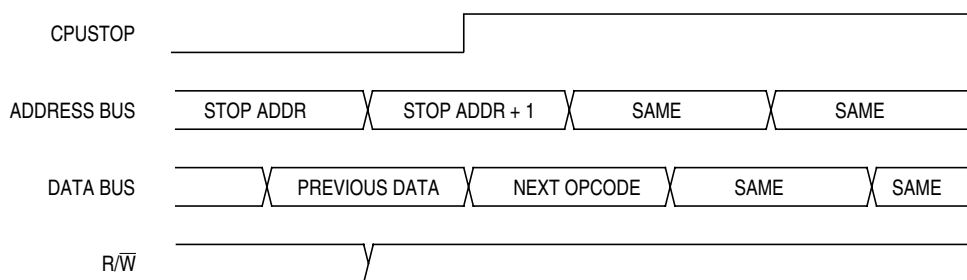 CPUSTOP
ADDRESS BUS STOP ADDR STOP ADDR + 1 SAME SAME
DATA BUS PREVIOUS DATA NEXT OPCODE SAME SAME
R/W̅